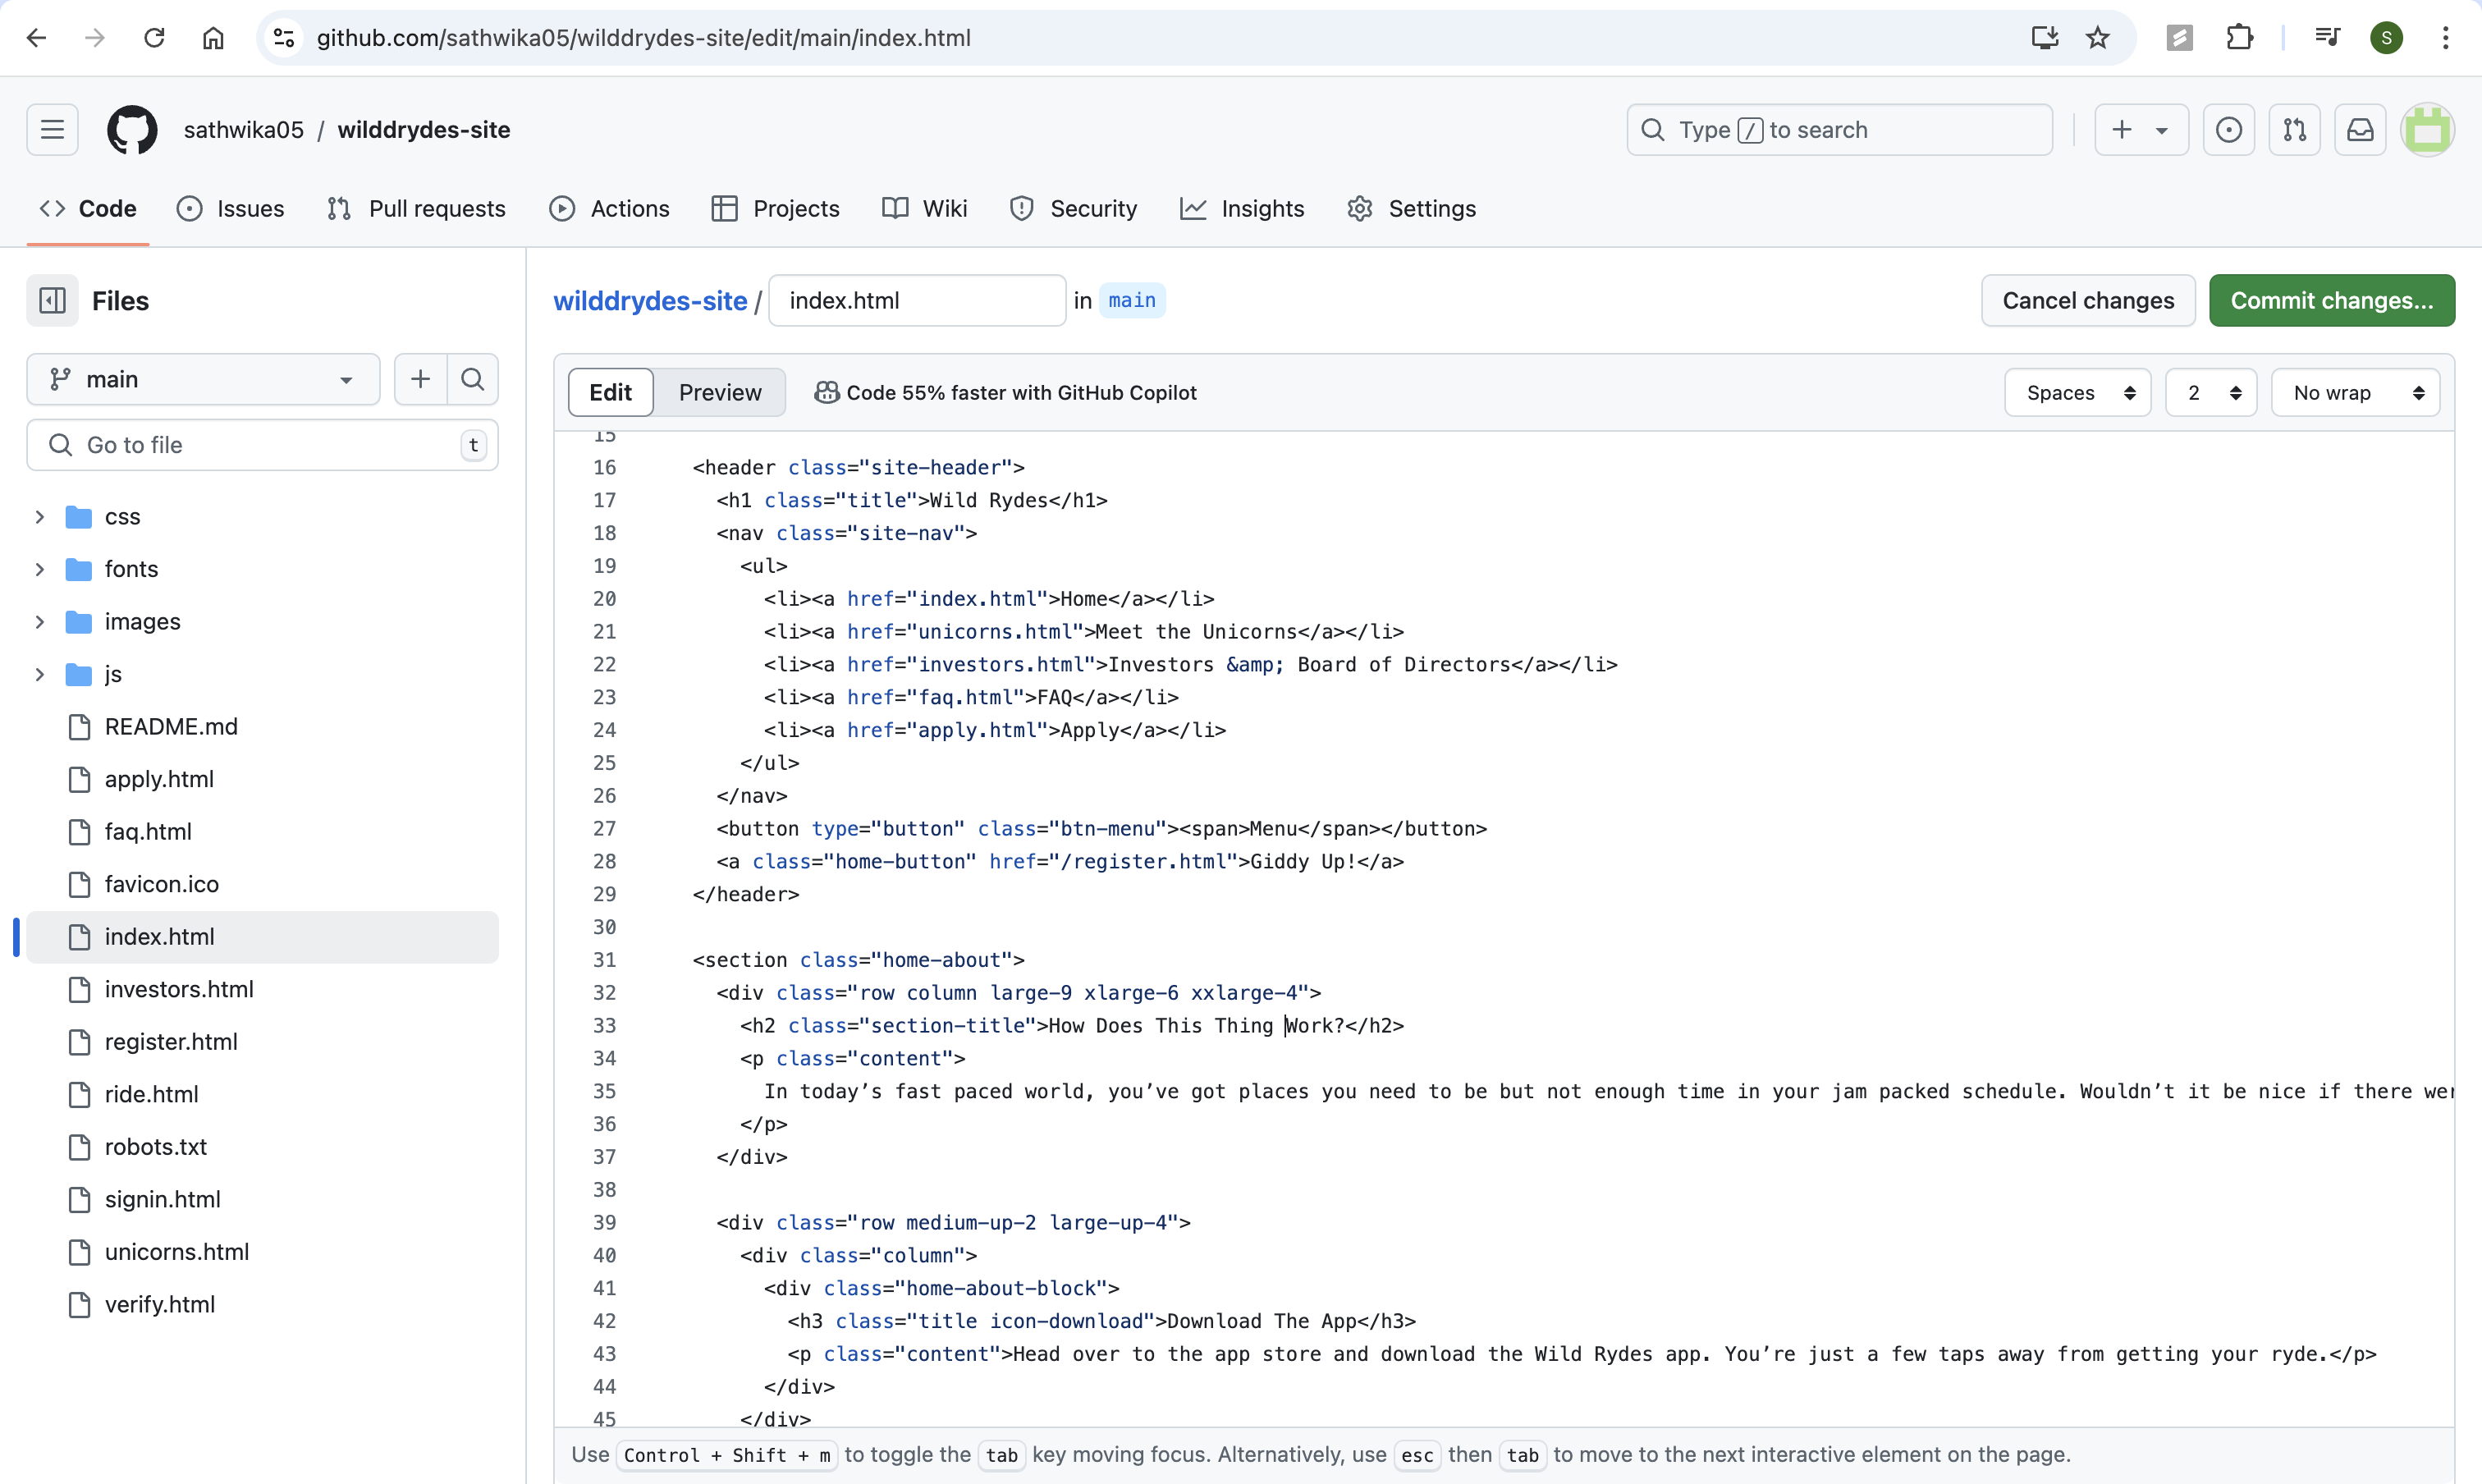 github.com/sathwika05/wilddrydes-site/edit/main/index.html
S
sathwika05 / wilddrydes-site
Type / to search
Code Issues Pull requests Actions Projects Wiki Security Insights Settings
Files
wilddrydes-site / index.html in main
Cancel changes Commit changes...
main
Edit Preview Code 55% faster with GitHub Copilot
Spaces 2 No wrap
Go to file t
css
fonts
images
js
README.md
apply.html
faq.html
favicon.ico
index.html
investors.html
register.html
ride.html
robots.txt
signin.html
unicorns.html
verify.html
15
16 <header class="site-header">
17 <h1 class="title">Wild Rydes</h1>
18 <nav class="site-nav">
19 <ul>
20 <li><a href="index.html">Home</a></li>
21 <li><a href="unicorns.html">Meet the Unicorns</a></li>
22 <li><a href="investors.html">Investors &amp; Board of Directors</a></li>
23 <li><a href="faq.html">FAQ</a></li>
24 <li><a href="apply.html">Apply</a></li>
25 </ul>
26 </nav>
27 <button type="button" class="btn-menu"><span>Menu</span></button>
28 <a class="home-button" href="/register.html">Giddy Up!</a>
29 </header>
30
31 <section class="home-about">
32 <div class="row column large-9 xlarge-6 xxlarge-4">
33 <h2 class="section-title">How Does This Thing Work?</h2>
34 <p class="content">
35 In today’s fast paced world, you’ve got places you need to be but not enough time in your jam packed schedule. Wouldn’t it be nice if there wer
36 </p>
37 </div>
38
39 <div class="row medium-up-2 large-up-4">
40 <div class="column">
41 <div class="home-about-block">
42 <h3 class="title icon-download">Download The App</h3>
43 <p class="content">Head over to the app store and download the Wild Rydes app. You’re just a few taps away from getting your ryde.</p>
44 </div>
45 </div>
Use Control + Shift + m to toggle the tab key moving focus. Alternatively, use esc then tab to move to the next interactive element on the page.